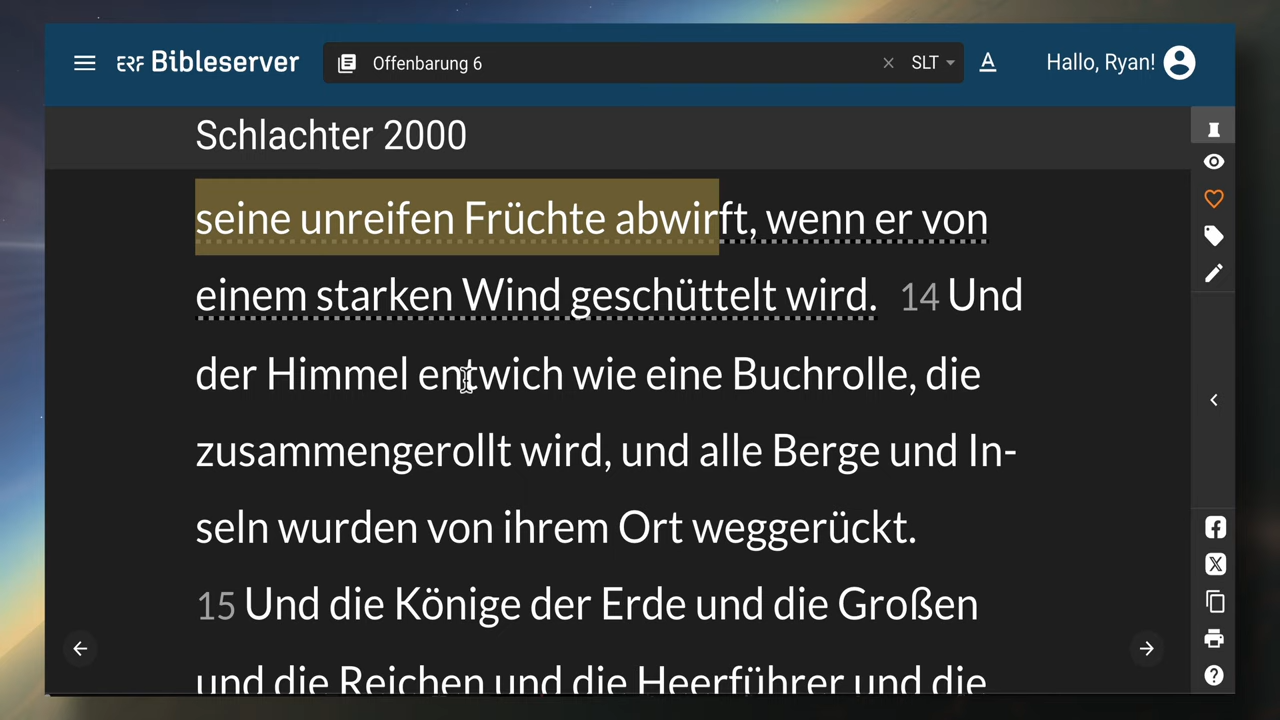 ERF Bibleserver
Offenbarung 6
SLT
A
Hallo, Ryan!
Schlachter 2000
seine unreifen Früchte abwirft, wenn er von
einem starken Wind geschüttelt wird. 14 Und
der Himmel entwich wie eine Buchrolle, die
zusammengerollt wird, und alle Berge und In-
seln wurden von ihrem Ort weggerückt.
15 Und die Könige der Erde und die Großen
und die Reichen und die Heerführer und die